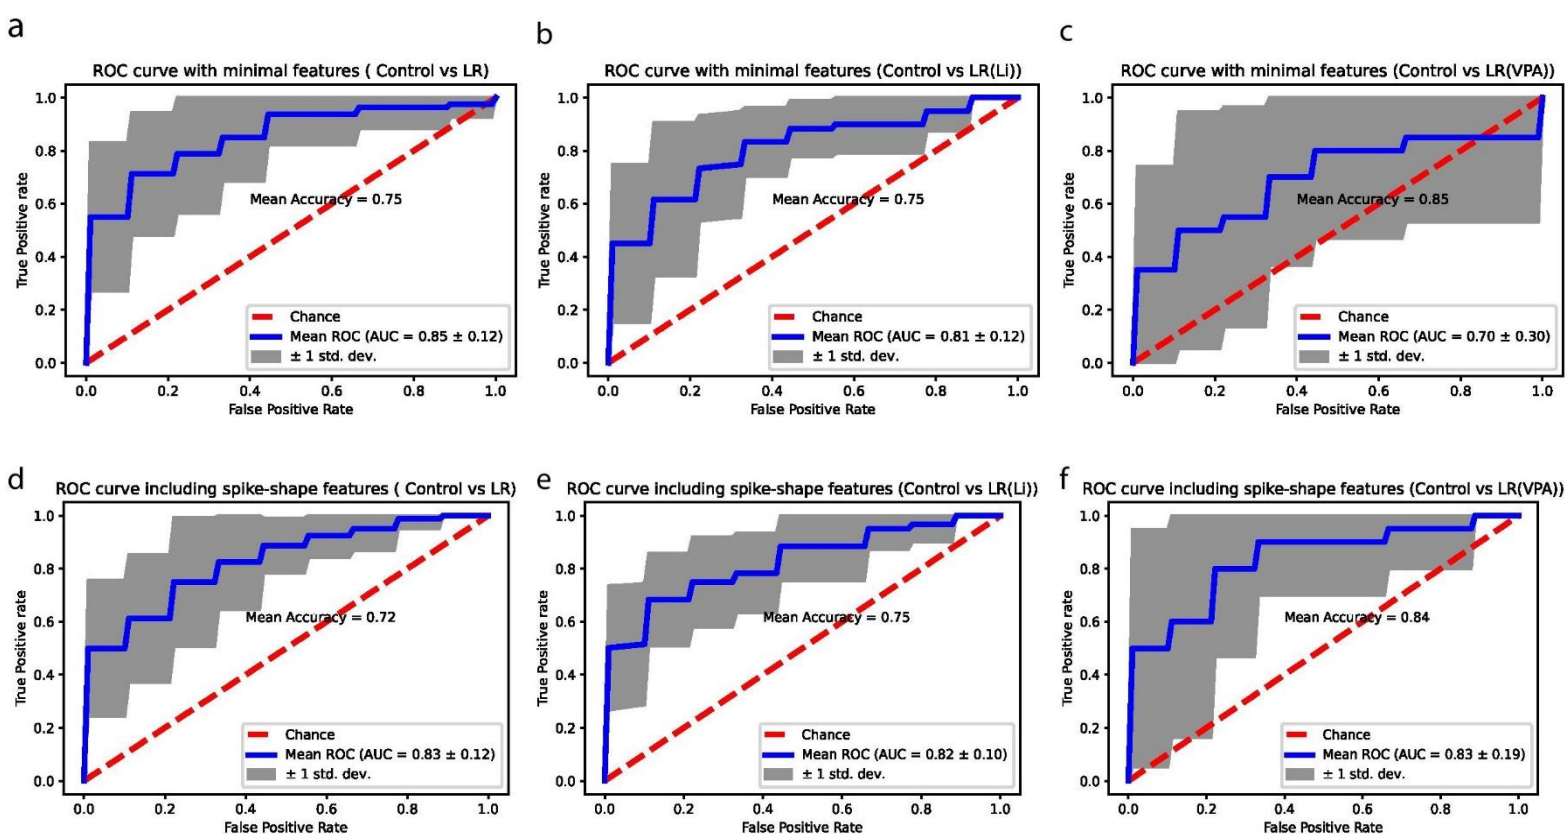 a
ROC curve with minimal features ( Control vs LR)
1.0
0.8
0.6
0.4
0.2
0.0
True Positive rate
Mean Accuracy = 0.75
Chance
Mean ROC (AUC = 0.85 ± 0.12)
± 1 std. dev.
0.0 0.2 0.4 0.6 0.8 1.0
False Positive Rate
b
ROC curve with minimal features (Control vs LR(Li))
1.0
0.8
0.6
0.4
0.2
0.0
True Positive rate
Mean Accuracy = 0.75
Chance
Mean ROC (AUC = 0.81 ± 0.12)
± 1 std. dev.
0.0 0.2 0.4 0.6 0.8 1.0
False Positive Rate
c
ROC curve with minimal features (Control vs LR(VPA))
1.0
0.8
0.6
0.4
0.2
0.0
True Positive rate
Mean Accuracy = 0.85
Chance
Mean ROC (AUC = 0.70 ± 0.30)
± 1 std. dev.
0.0 0.2 0.4 0.6 0.8 1.0
False Positive Rate
d
ROC curve including spike-shape features ( Control vs LR)
1.0
0.8
0.6
0.4
0.2
0.0
True Positive rate
Mean Accuracy = 0.72
Chance
Mean ROC (AUC = 0.83 ± 0.12)
± 1 std. dev.
0.0 0.2 0.4 0.6 0.8 1.0
False Positive Rate
e
ROC curve including spike-shape features (Control vs LR(Li))
1.0
0.8
0.6
0.4
0.2
0.0
True Positive rate
Mean Accuracy = 0.75
Chance
Mean ROC (AUC = 0.82 ± 0.10)
± 1 std. dev.
0.0 0.2 0.4 0.6 0.8 1.0
False Positive Rate
f
ROC curve including spike-shape features (Control vs LR(VPA))
1.0
0.8
0.6
0.4
0.2
0.0
True Positive rate
Mean Accuracy = 0.84
Chance
Mean ROC (AUC = 0.83 ± 0.19)
± 1 std. dev.
0.0 0.2 0.4 0.6 0.8 1.0
False Positive Rate